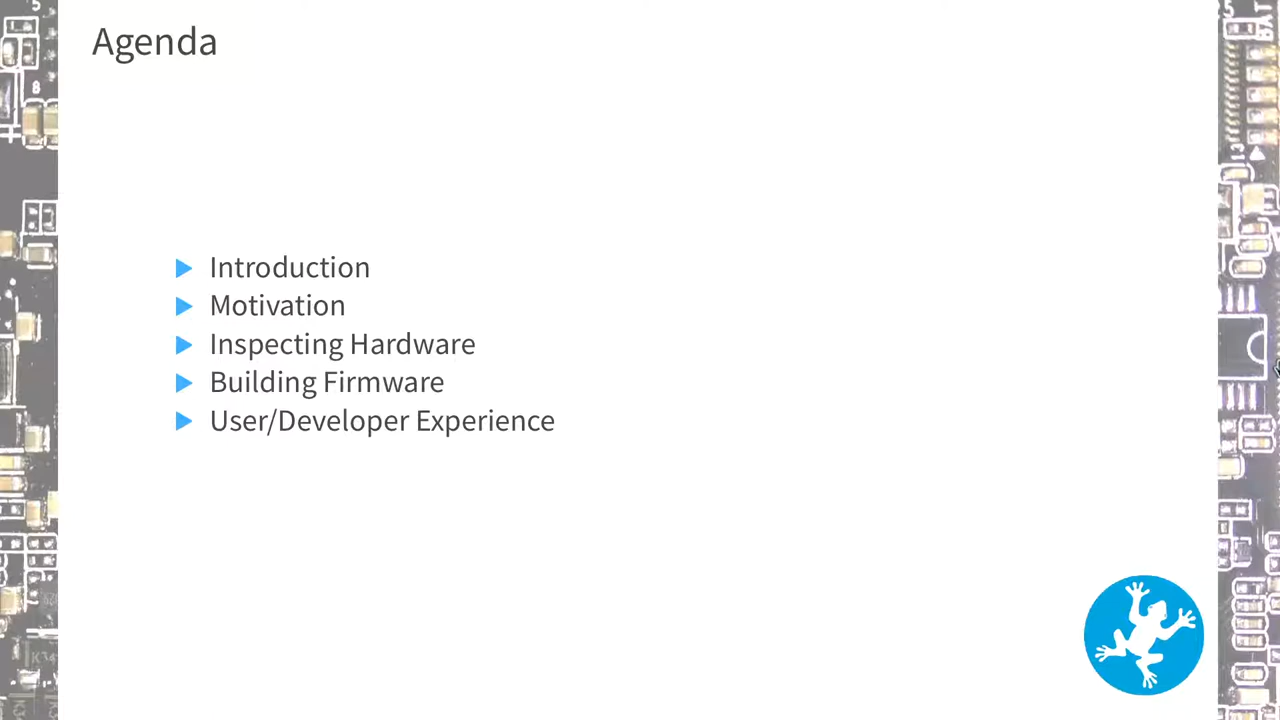 Agenda
Introduction
Motivation
Inspecting Hardware
Building Firmware
User/Developer Experience